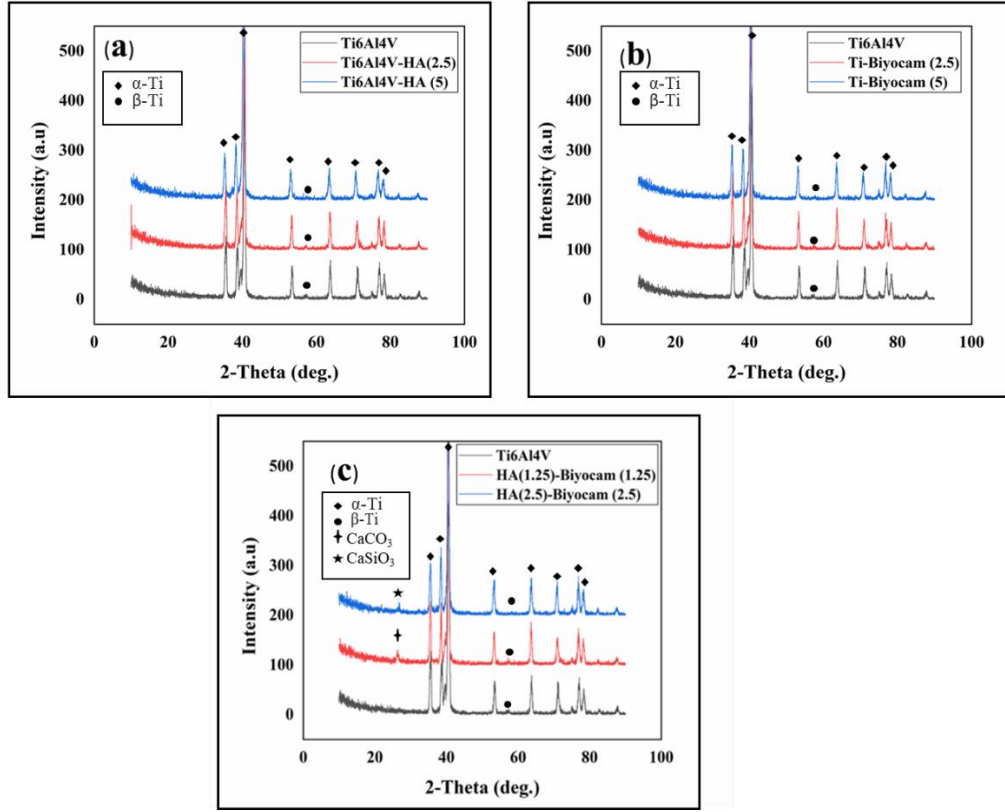 (a)
Ti6Al4V
Ti6Al4V-HA(2.5)
Ti6Al4V-HA (5)
α-Ti
β-Ti
Intensity (a.u)
500
400
300
200
100
0
0
20
40
60
80
100
2-Theta (deg.)
(b)
Ti6Al4V
Ti-Biyocam (2.5)
Ti-Biyocam (5)
α-Ti
β-Ti
Intensity (a.u)
500
400
300
200
100
0
0
20
40
60
80
100
2-Theta (deg.)
(c)
Ti6Al4V
HA(1.25)-Biyocam (1.25)
HA(2.5)-Biyocam (2.5)
α-Ti
β-Ti
CaCO₃
CaSiO₃
Intensity (a.u)
500
400
300
200
100
0
0
20
40
60
80
100
2-Theta (deg.)